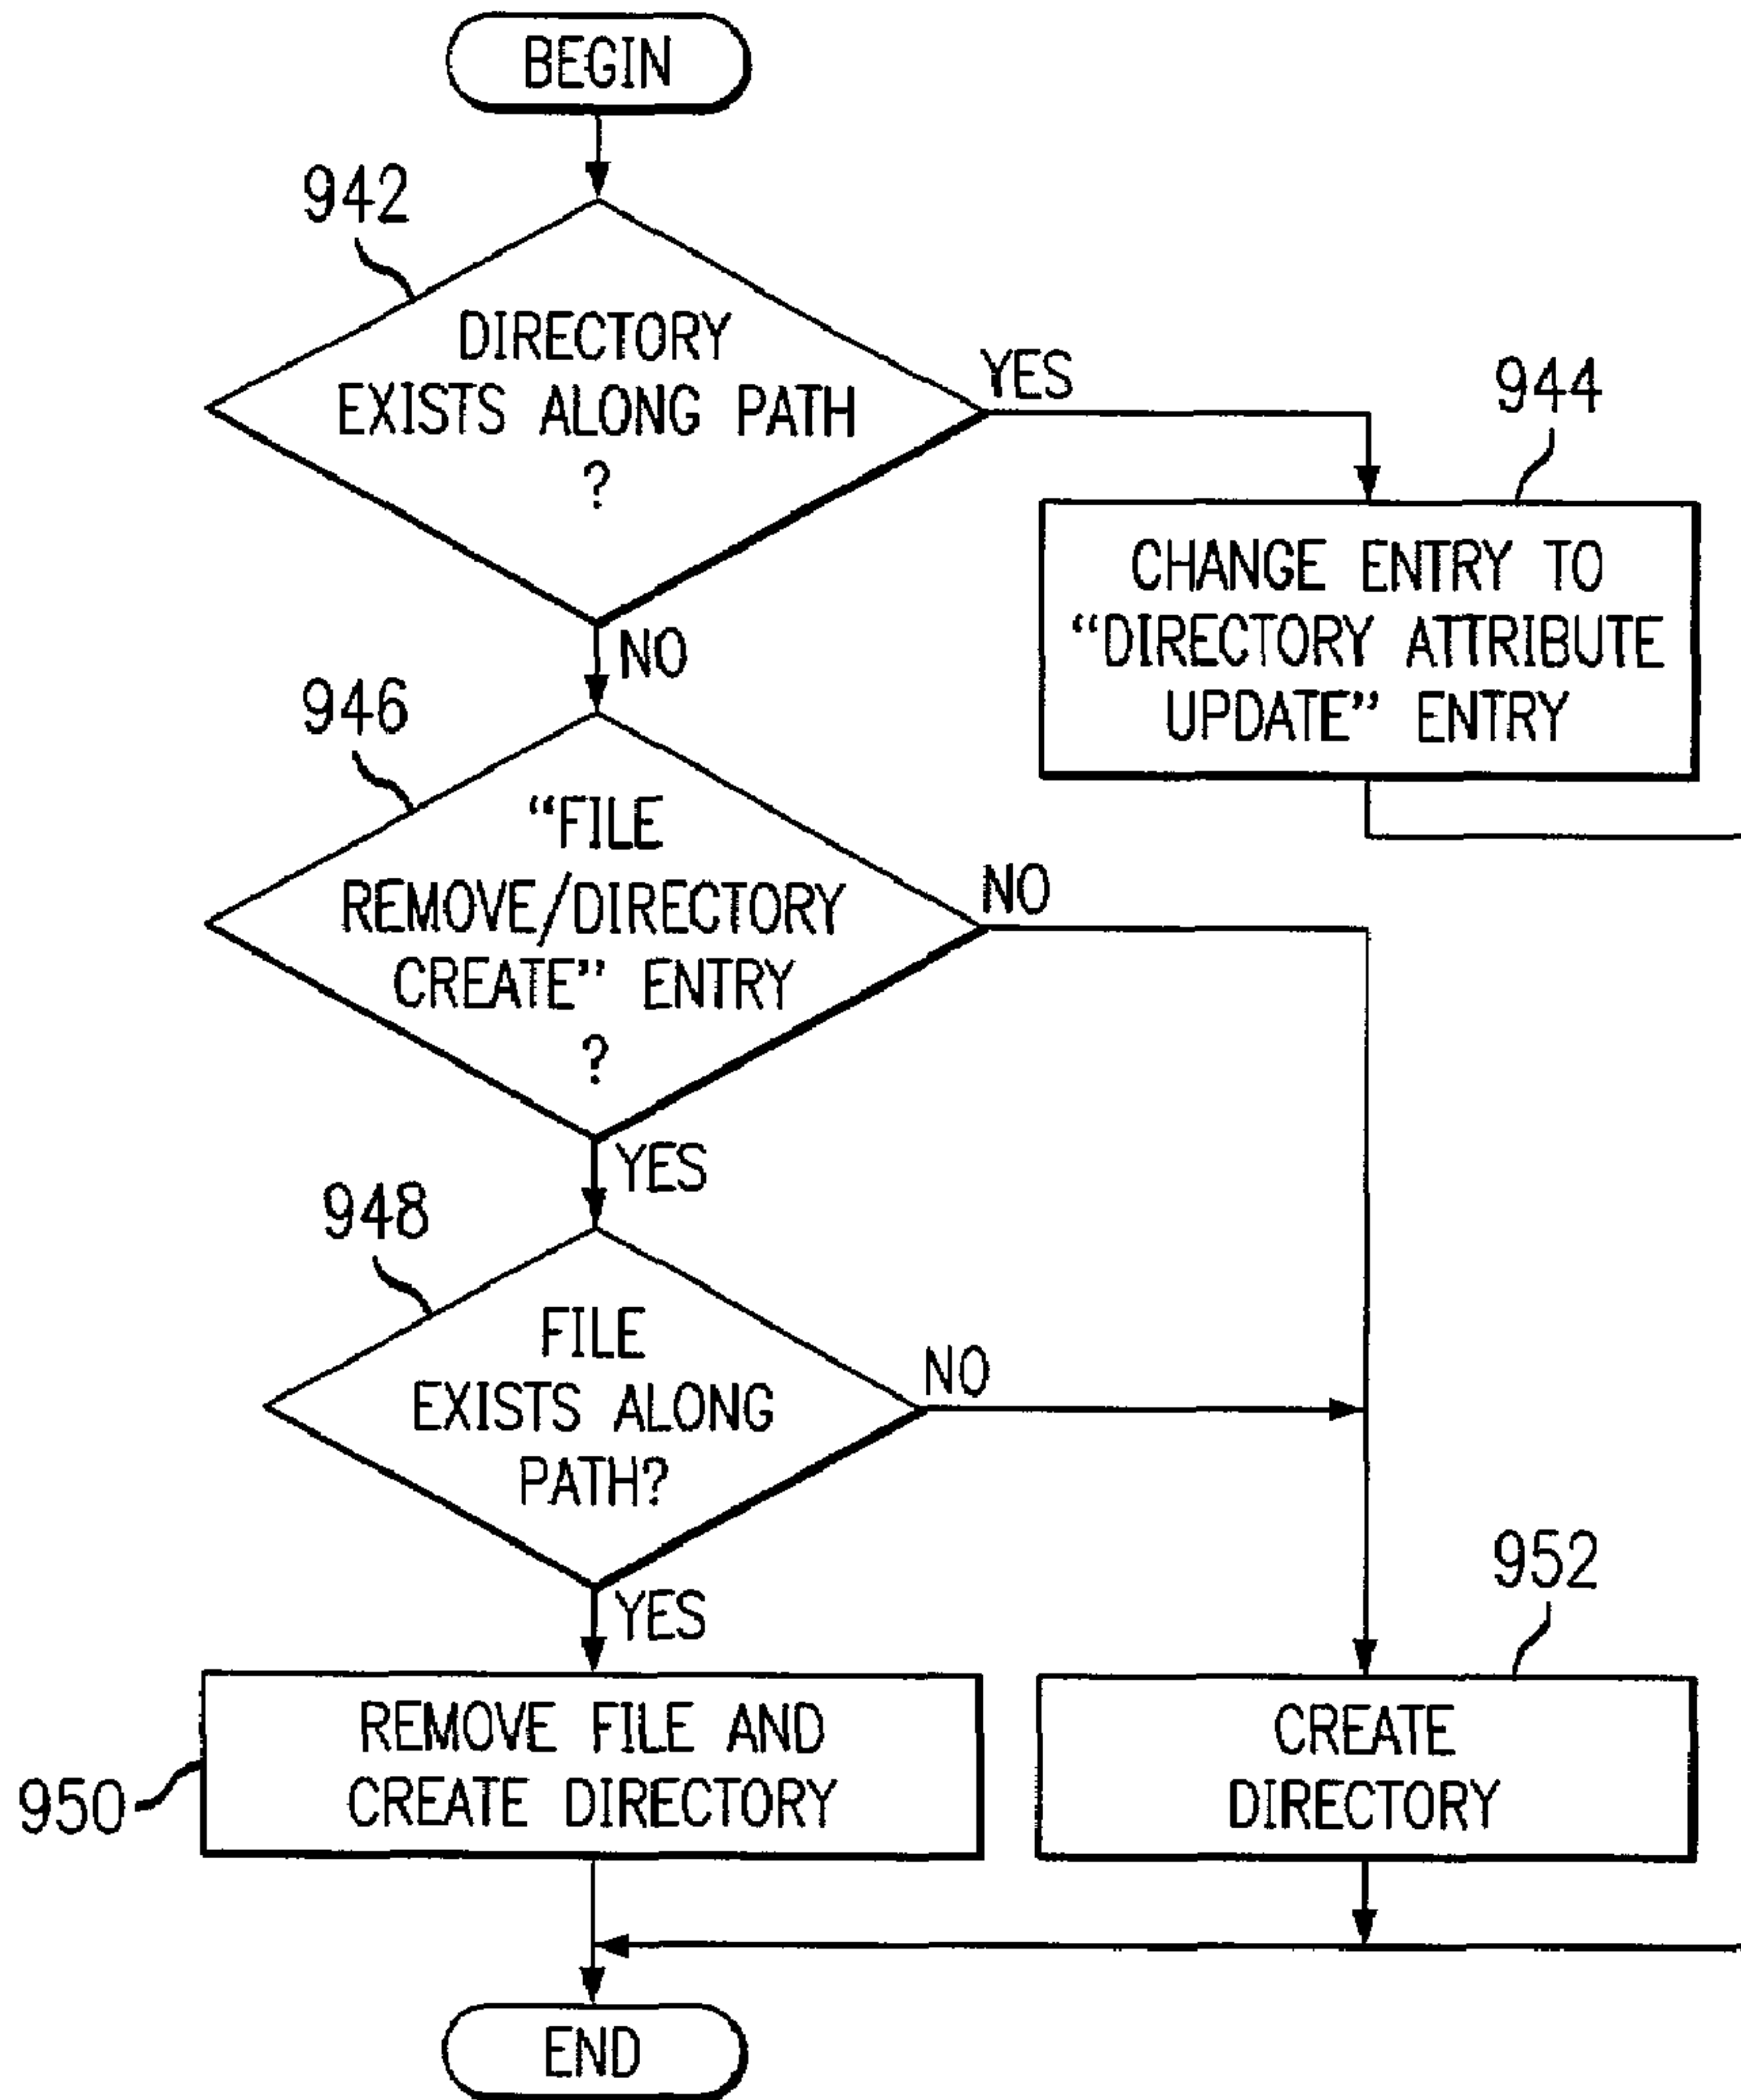 BEGIN
942
DIRECTORY
EXISTS ALONG PATH
?
YES
944
CHANGE ENTRY TO
“DIRECTORY ATTRIBUTE
UPDATE” ENTRY
NO
946
“FILE
REMOVE/DIRECTORY
CREATE” ENTRY
?
NO
YES
948
FILE
EXISTS ALONG
PATH?
NO
YES
950
REMOVE FILE AND
CREATE DIRECTORY
952
CREATE
DIRECTORY
END